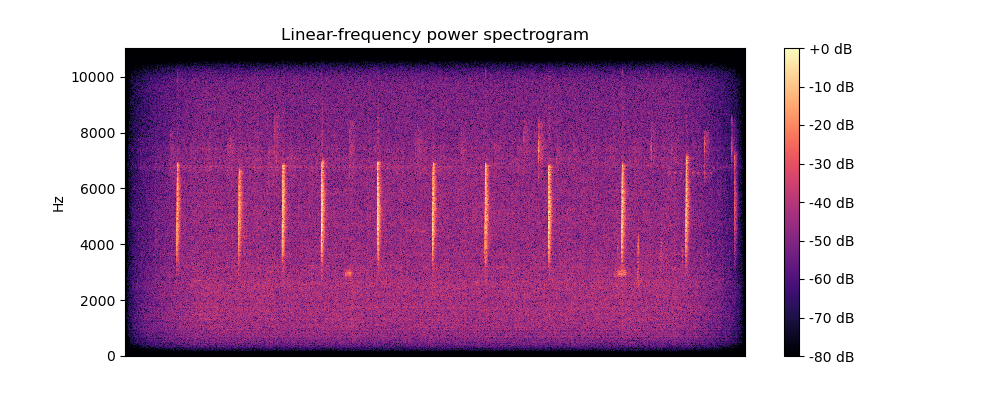 Linear-frequency power spectrogram
Hz
10000
8000
6000
4000
2000
0
+0 dB
-10 dB
-20 dB
-30 dB
-40 dB
-50 dB
-60 dB
-70 dB
-80 dB